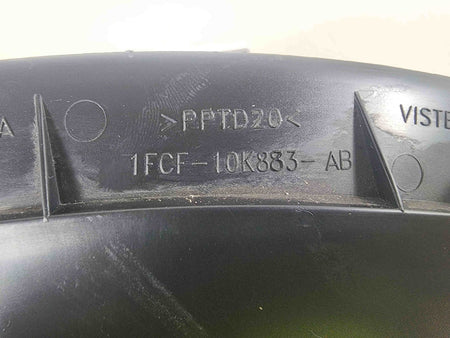 >PPTD20<
1FCF-10K883-AB
VISTE
A